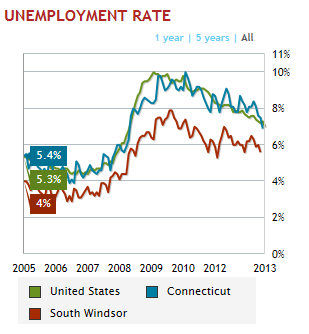 UNEMPLOYMENT RATE
1 year | 5 years | All
11%
10%
8%
6%
4%
2%
0%
5.4%
5.3%
4%
2005 2006 2007 2008 2009 2010 2012 2013
United States Connecticut
South Windsor